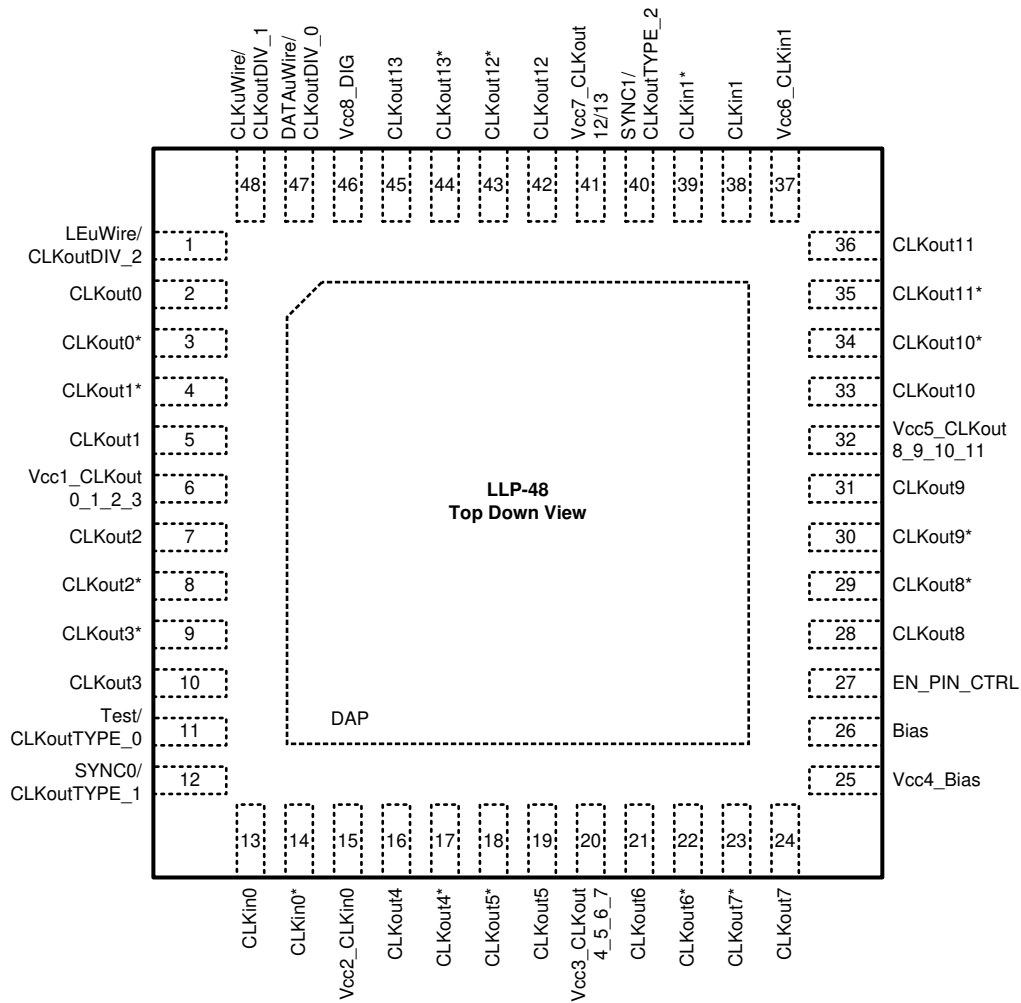 CLKuWire/
CLKoutDIV_1
DATAuWire/
CLKoutDIV_0
Vcc8_DIG
CLKout13
CLKout13*
CLKout12*
CLKout12
Vcc7_CLKout
12/13
SYNC1/
CLKoutTYPE_2
CLKin1*
CLKin1
Vcc6_CLKin1
48
47
46
45
44
43
42
41
40
39
38
37
LEuWire/
CLKoutDIV_2
1
CLKout0
2
CLKout0*
3
CLKout1*
4
CLKout1
5
Vcc1_CLKout
0_1_2_3
6
CLKout2
7
CLKout2*
8
CLKout3*
9
CLKout3
10
Test/
CLKoutTYPE_0
11
SYNC0/
CLKoutTYPE_1
12
LLP-48
Top Down View
DAP
36
CLKout11
35
CLKout11*
34
CLKout10*
33
CLKout10
32
Vcc5_CLKout
8_9_10_11
31
CLKout9
30
CLKout9*
29
CLKout8*
28
CLKout8
27
EN_PIN_CTRL
26
Bias
25
Vcc4_Bias
13
14
15
16
17
18
19
20
21
22
23
24
CLKin0
CLKin0*
Vcc2_CLKin0
CLKout4
CLKout4*
CLKout5*
CLKout5
Vcc3_CLKout
4_5_6_7
CLKout6
CLKout6*
CLKout7*
CLKout7